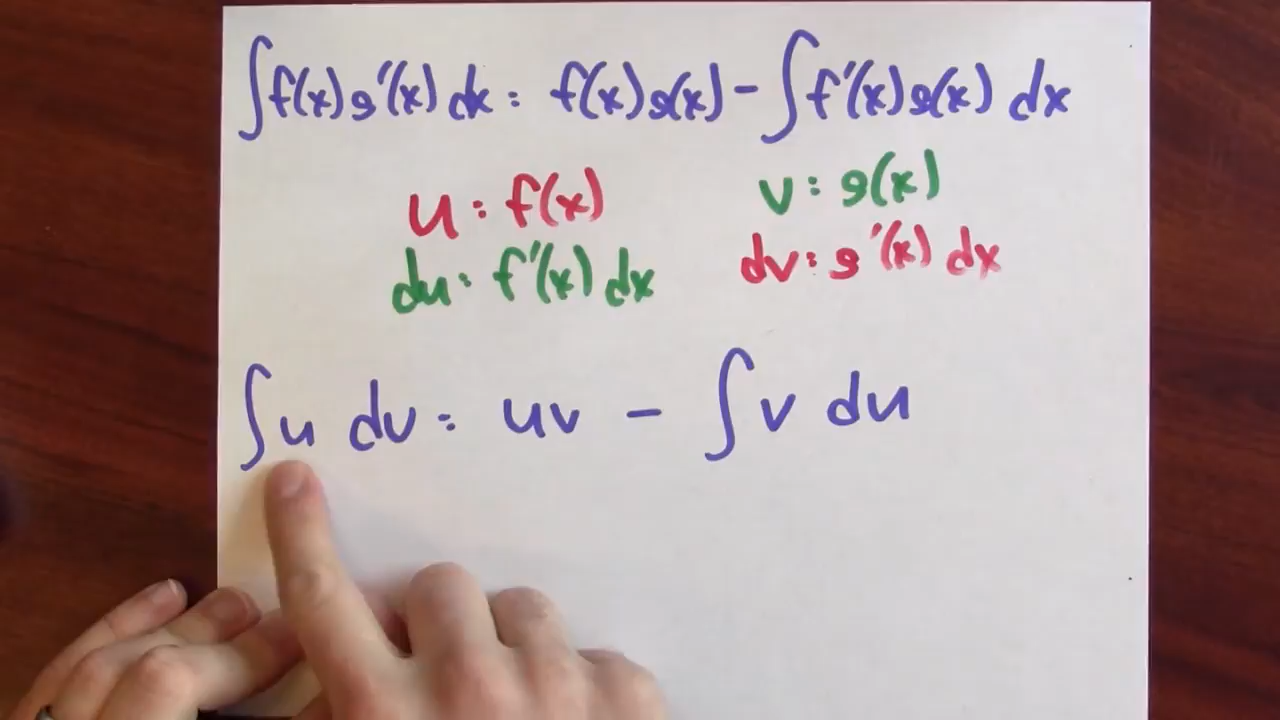 ∫f(x)g'(x) dx = f(x)g(x) - ∫f'(x)g(x) dx
u = f(x) v = g(x)
du = f'(x) dx dv = g'(x) dx
∫u dv = uv - ∫v du